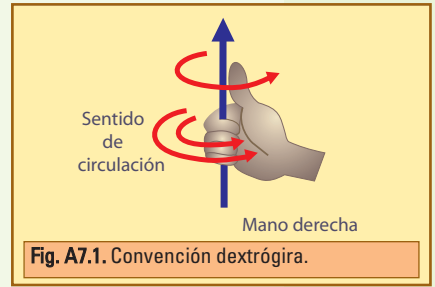 Sentido
de
circulación
Mano derecha
Fig. A7.1. Convención dextrógira.